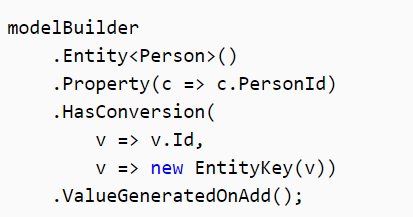 modelBuilder
    .Entity<Person>()
    .Property(c => c.PersonId)
    .HasConversion(
        v => v.Id,
        v => new EntityKey(v))
    .ValueGeneratedOnAdd();